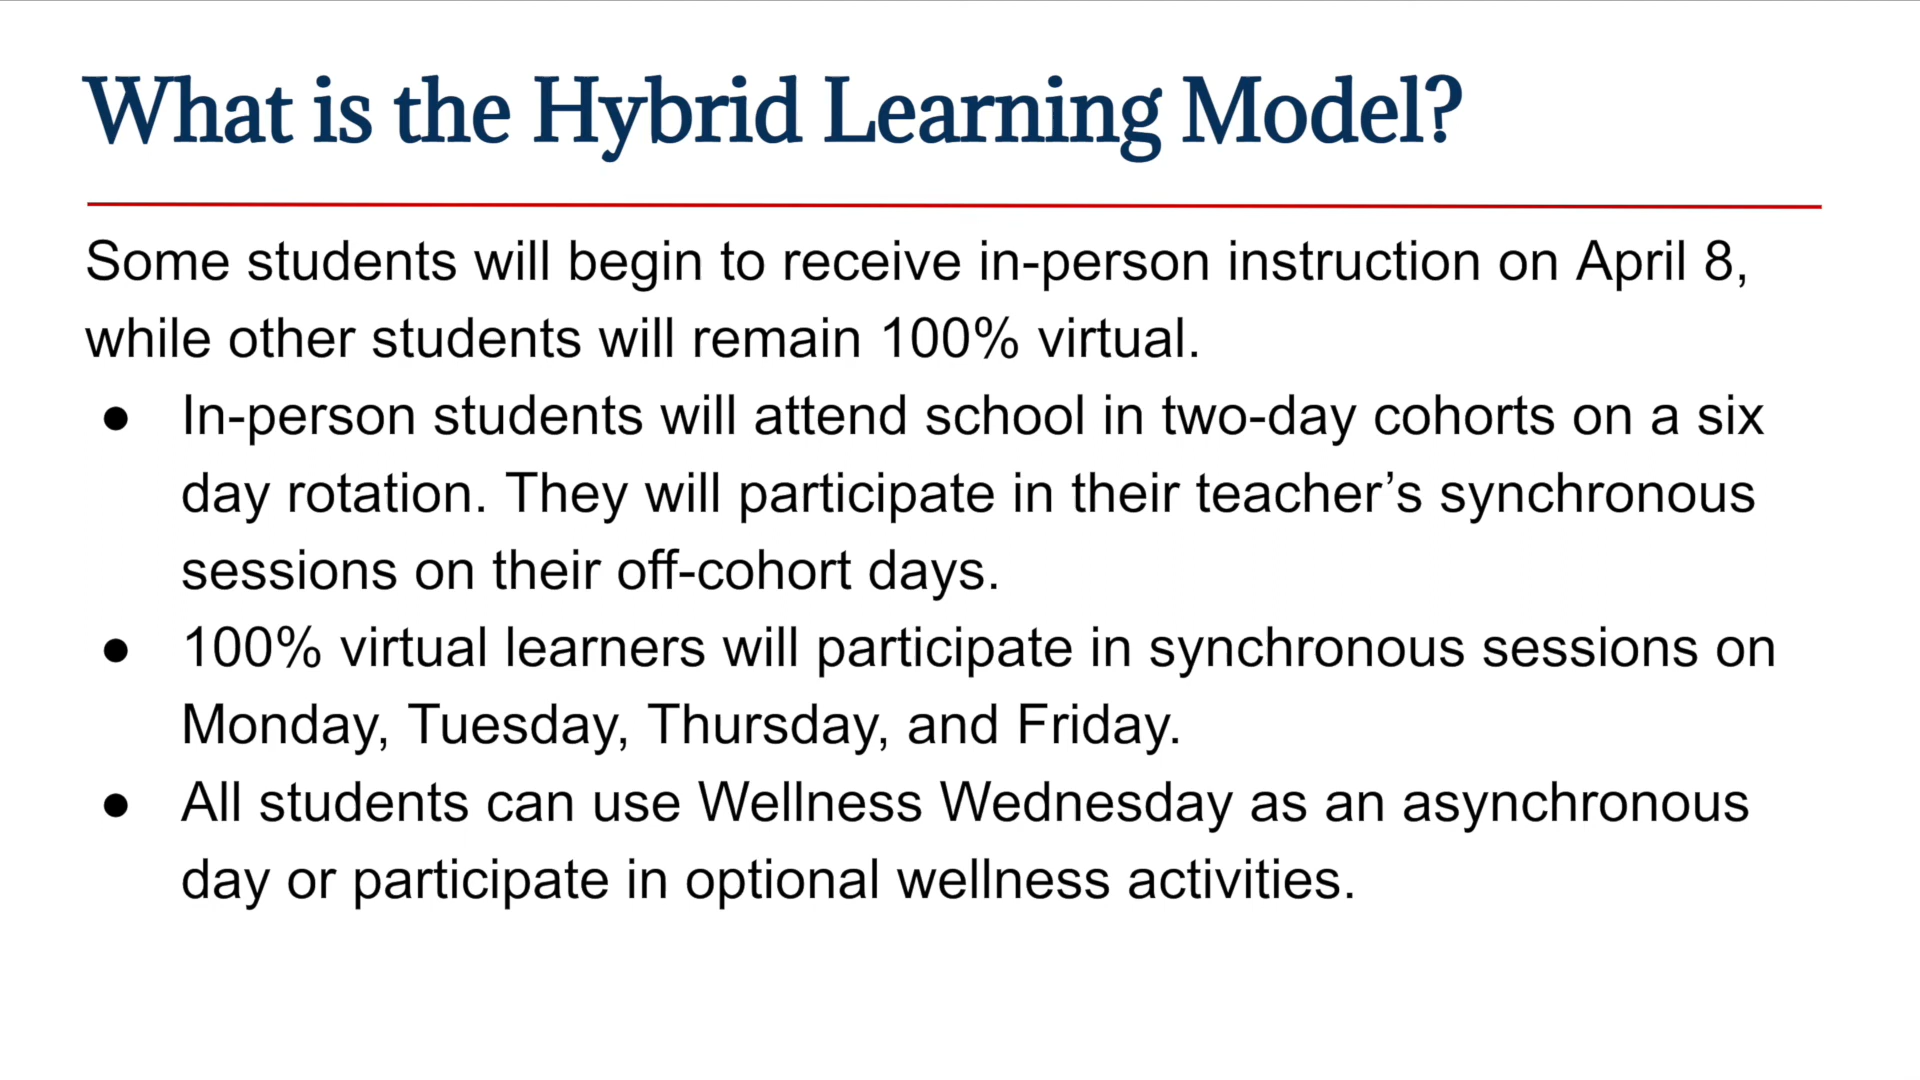 What is the Hybrid Learning Model?
Some students will begin to receive in-person instruction on April 8,
while other students will remain 100% virtual.
● In-person students will attend school in two-day cohorts on a six
day rotation. They will participate in their teacher’s synchronous
sessions on their off-cohort days.
● 100% virtual learners will participate in synchronous sessions on
Monday, Tuesday, Thursday, and Friday.
● All students can use Wellness Wednesday as an asynchronous
day or participate in optional wellness activities.